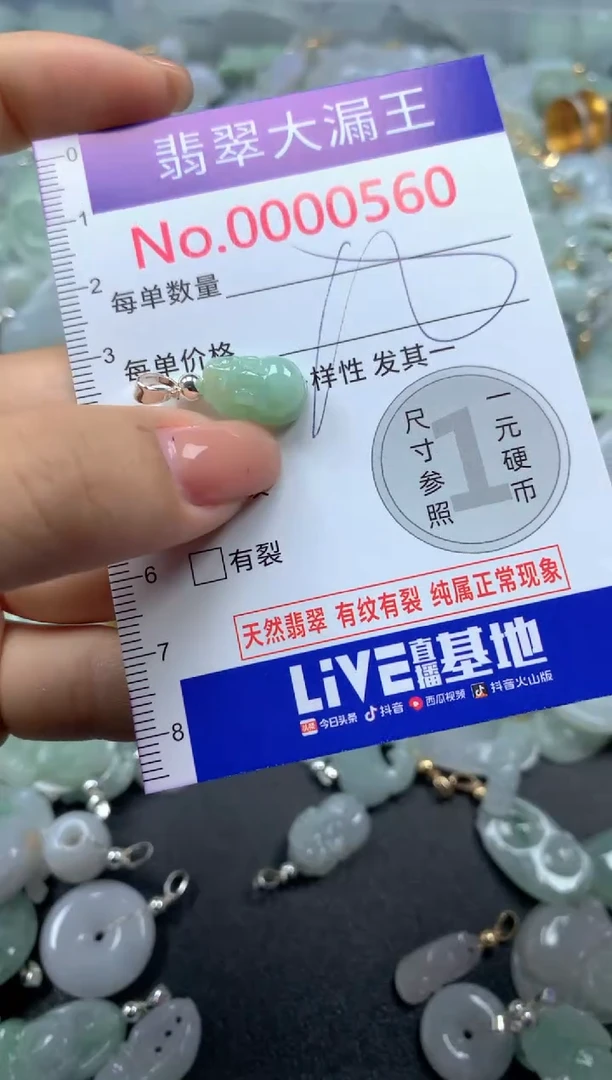 翡翠大漏王
No.0000560
0
1
2
3
6
7
8
每单数量
每单价格
样性 发其一
尺寸参照
1
一元硬币
有裂
天然翡翠 有纹有裂 纯属正常现象
LiVE直播基地
头条 今日头条 抖音 西瓜视频 抖音火山版